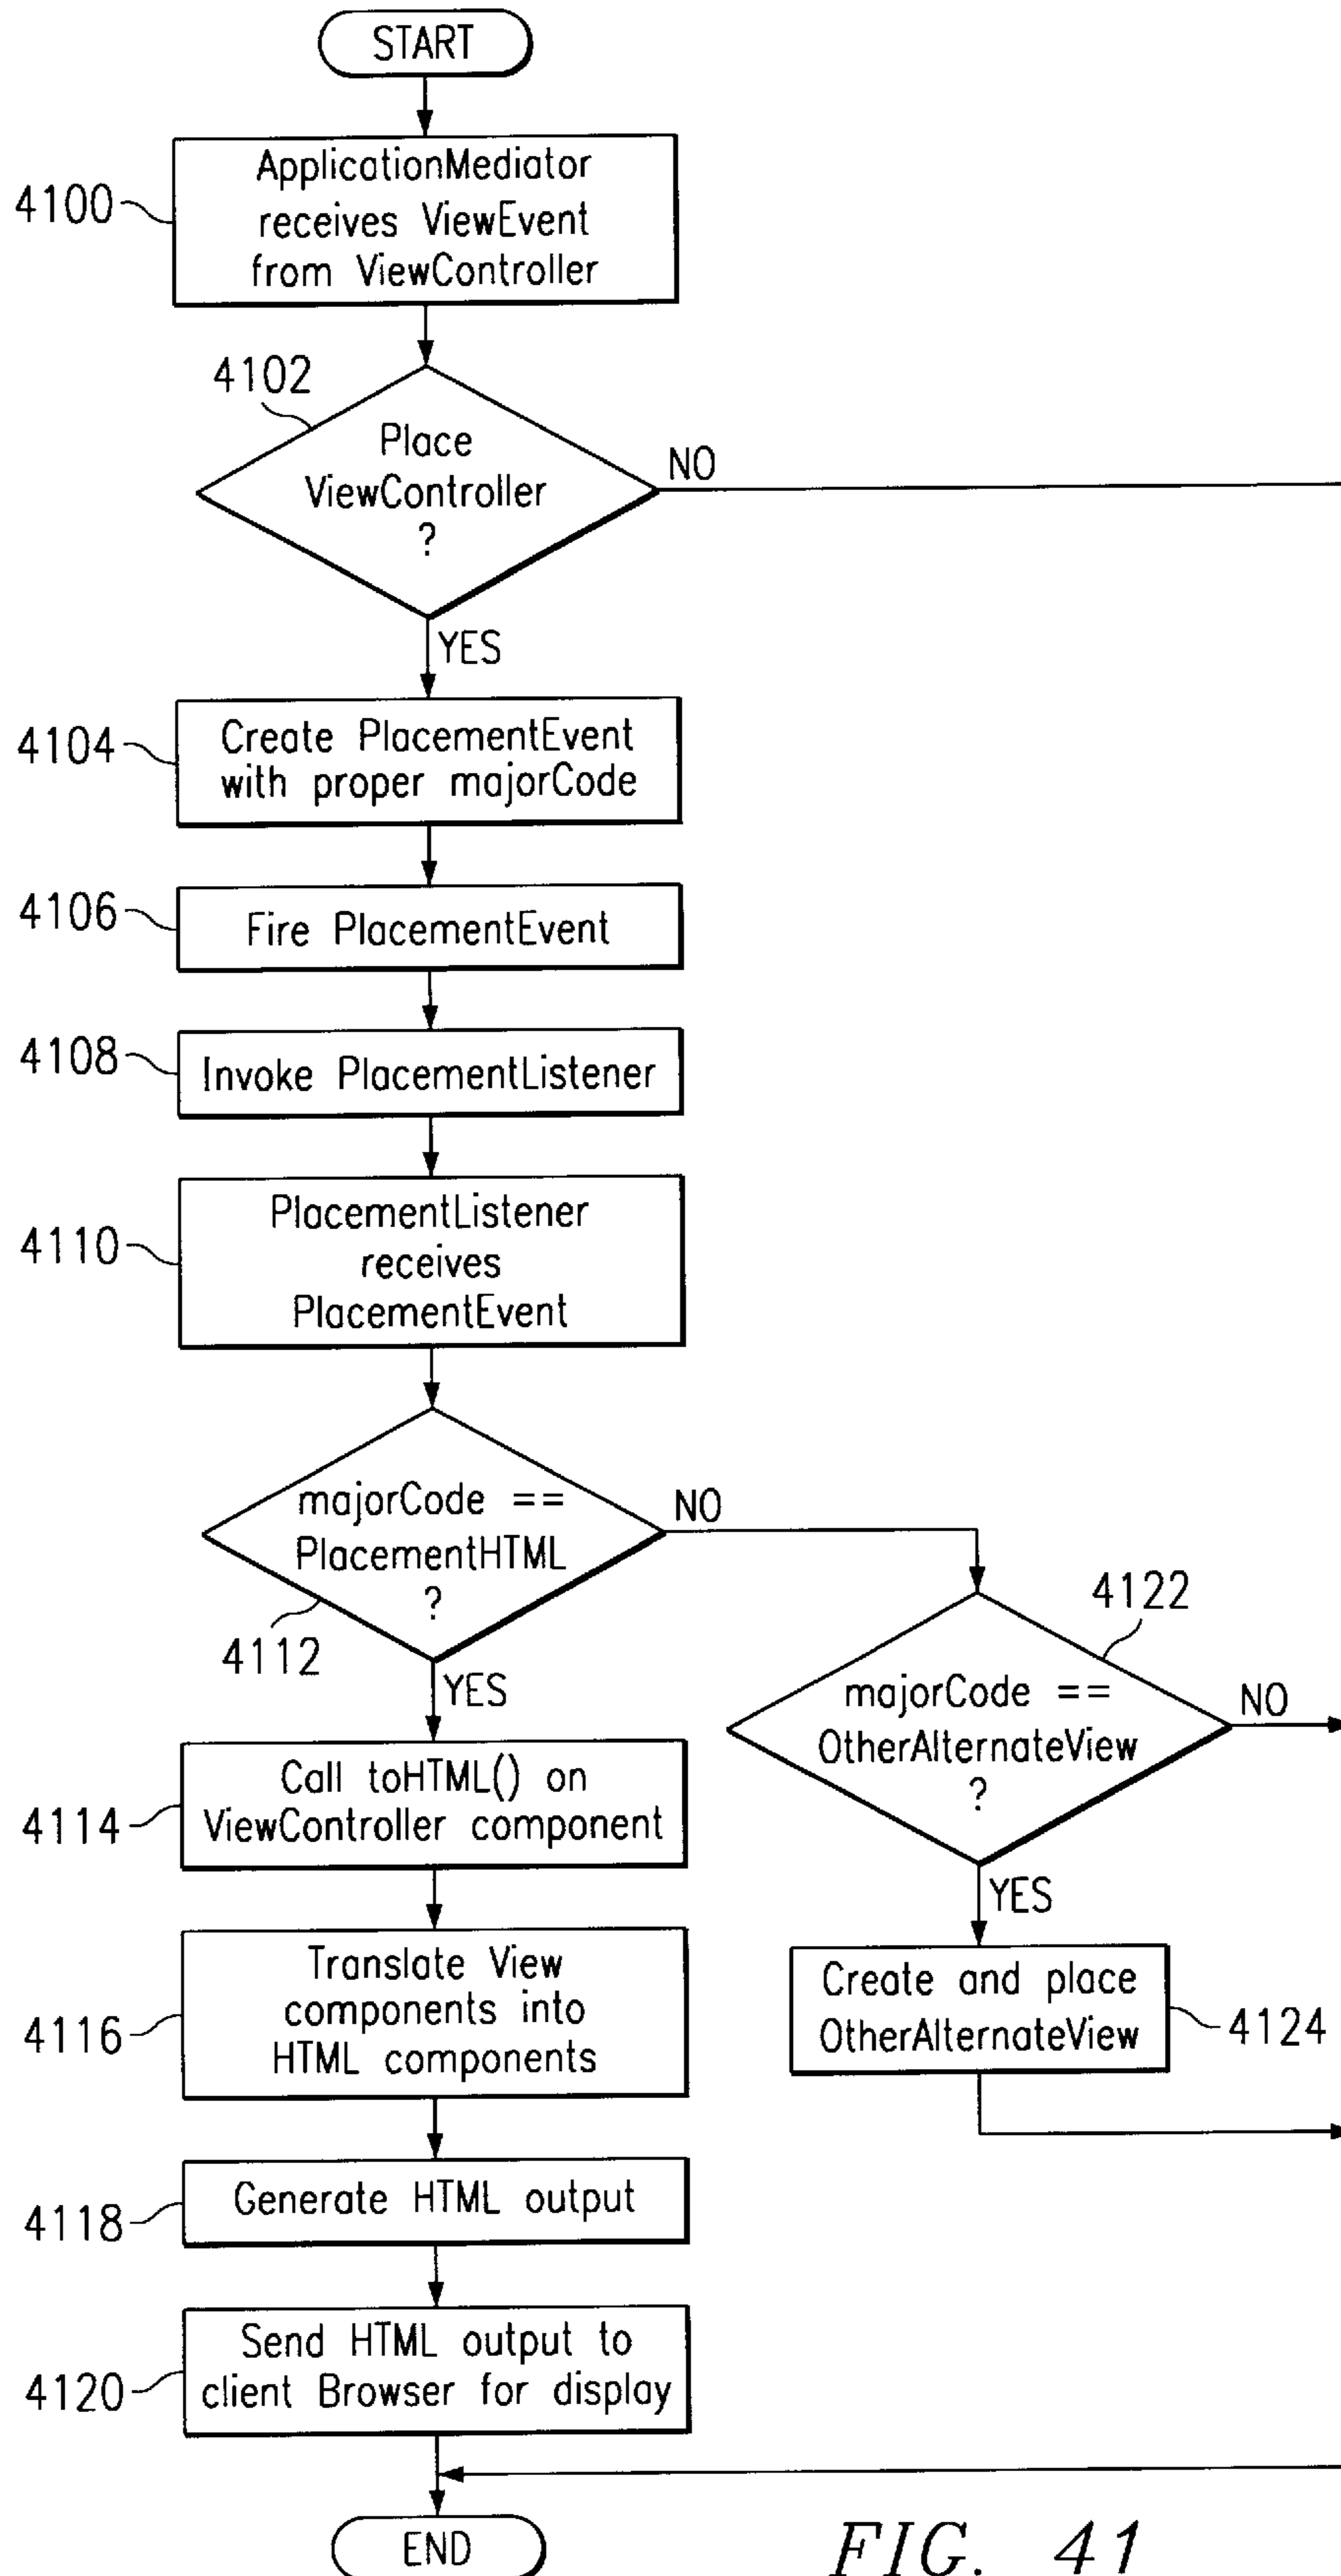 START
4100
ApplicationMediator
receives ViewEvent
from ViewController
4102
Place
ViewController
?
NO
YES
4104
Create PlacementEvent
with proper majorCode
4106
Fire PlacementEvent
4108
Invoke PlacementListener
4110
PlacementListener
receives
PlacementEvent
majorCode ==
PlacementHTML
?
NO
4112
YES
4122
majorCode ==
OtherAlternateView
?
NO
YES
4114
Call toHTML() on
ViewController component
4116
Translate View
components into
HTML components
Create and place
OtherAlternateView
4124
4118
Generate HTML output
4120
Send HTML output to
client Browser for display
END
FIG. 41